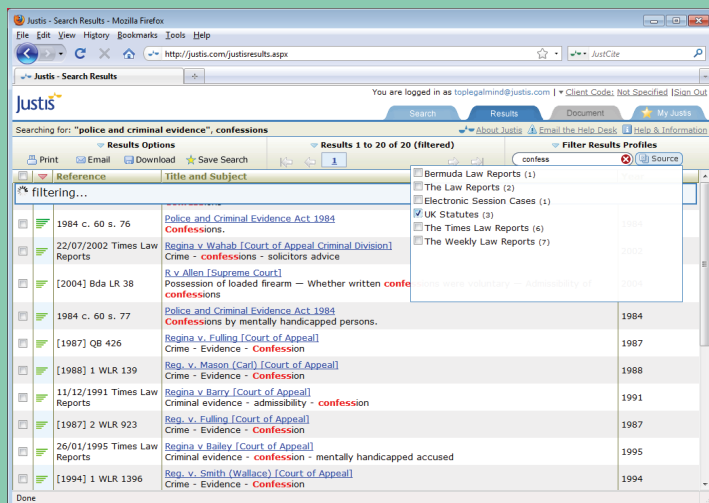 Justis - Search Results - Mozilla Firefox
File Edit View History Bookmarks Tools Help
http://justis.com/justisresults.aspx JustCite
Justis - Search Results
Justis You are logged in as toplegalmind@justis.com | Client Code: Not Specified |Sign Out
Search Results Document My Justis
Searching for: "police and criminal evidence", confessions About Justis Email the Help Desk Help & Information
Results Options Results 1 to 20 of 20 (filtered) Filter Results Profiles
Print Email Download Save Search 1 confess Source
Reference Title and Subject
filtering...
Bermuda Law Reports (1)
The Law Reports (2)
Electronic Session Cases (1)
UK Statutes (3)
The Times Law Reports (6)
The Weekly Law Reports (7)
1984 c. 60 s. 76 Police and Criminal Evidence Act 1984 1984
Confessions.
22/07/2002 Times Law Reports Regina v Wahab [Court of Appeal Criminal Division] 2002
Crime - confessions - solicitors advice
[2004] Bda LR 38 R v Allen [Supreme Court] 2004
Possession of loaded firearm — Whether written confessions were voluntary — admissibility of
confessions
1984 c. 60 s. 77 Police and Criminal Evidence Act 1984 1984
Confessions by mentally handicapped persons.
[1987] QB 426 Regina v. Fulling [Court of Appeal] 1987
Crime - Evidence - Confession
[1988] 1 WLR 139 Reg. v. Mason (Carl) [Court of Appeal] 1988
Crime - Evidence - Confession
11/12/1991 Times Law Reports Regina v Barry [Court of Appeal] 1991
Criminal evidence - admissibility - confession
[1987] 2 WLR 923 Reg. v. Fulling [Court of Appeal] 1987
Crime - Evidence - Confession
26/01/1995 Times Law Reports Regina v Bailey [Court of Appeal] 1995
Criminal evidence - confession - mentally handicapped accused
[1994] 1 WLR 1396 Reg. v. Smith (Wallace) [Court of Appeal] 1994
Crime - Evidence - Confession
Done